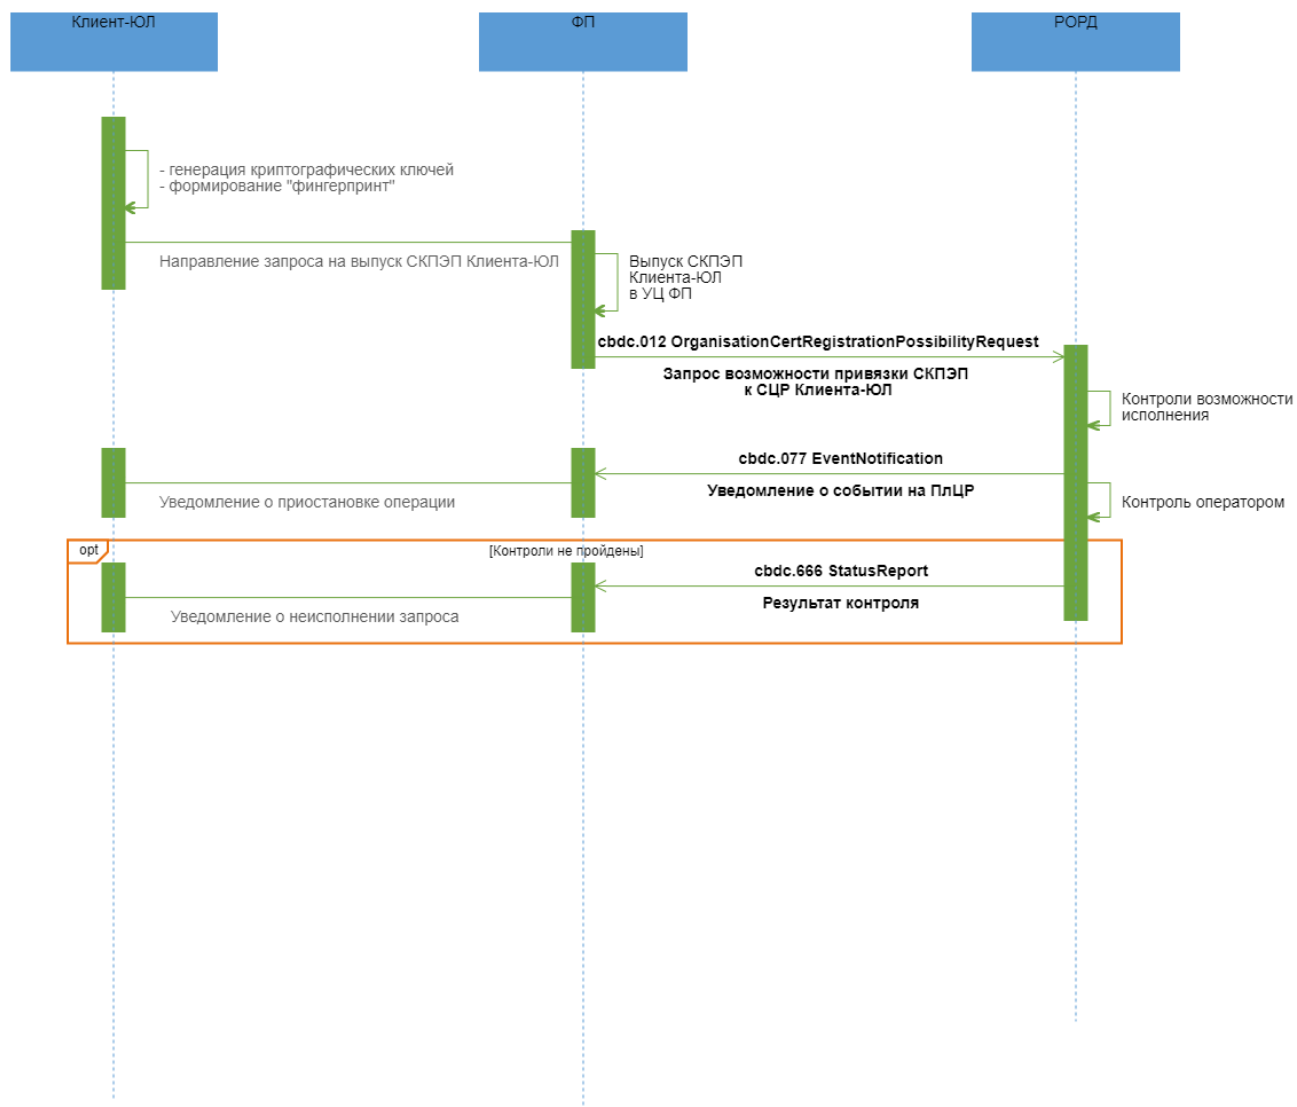 Клиент-ЮЛ
ФП
РОРД
- генерация криптографических ключей
- формирование "фингерпринт"
Направление запроса на выпуск СКПЭП Клиента-ЮЛ
Выпуск СКПЭП
Клиента-ЮЛ
в УЦ ФП
cbdc.012 OrganisationCertRegistrationPossibilityRequest
Запрос возможности привязки СКПЭП
к СЦР Клиента-ЮЛ
Контроли возможности
исполнения
cbdc.077 EventNotification
Уведомление о событии на ПлЦР
Уведомление о приостановке операции
Контроль оператором
opt
[Контроли не пройдены]
cbdc.666 StatusReport
Результат контроля
Уведомление о неисполнении запроса